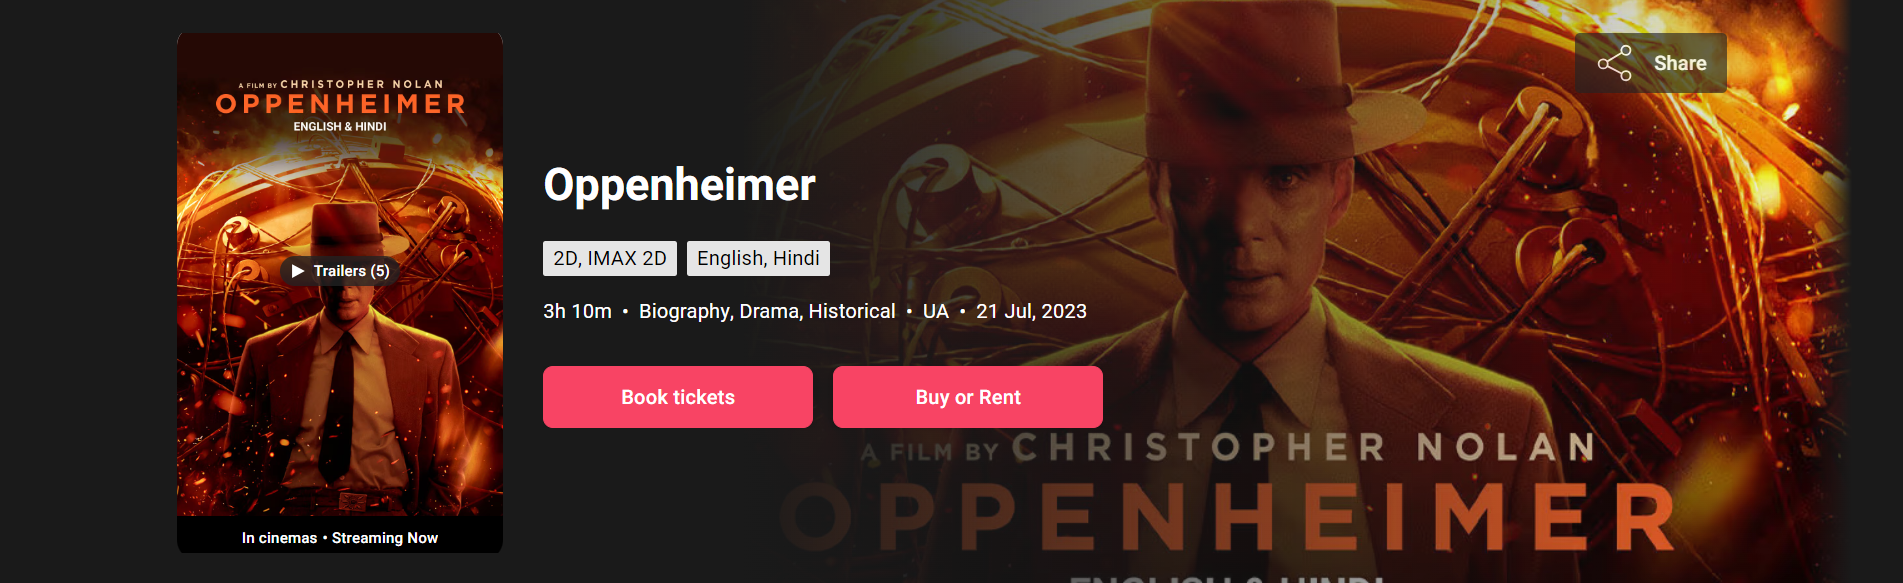 A FILM BY CHRISTOPHER NOLAN
OPPENHEIMER
ENGLISH & HINDI
Trailers (5)
In cinemas • Streaming Now
Oppenheimer
2D, IMAX 2D English, Hindi
3h 10m • Biography, Drama, Historical • UA • 21 Jul, 2023
Book tickets Buy or Rent
Share
A FILM BY CHRISTOPHER NOLAN
OPPENHEIMER
ENGLISH & HINDI